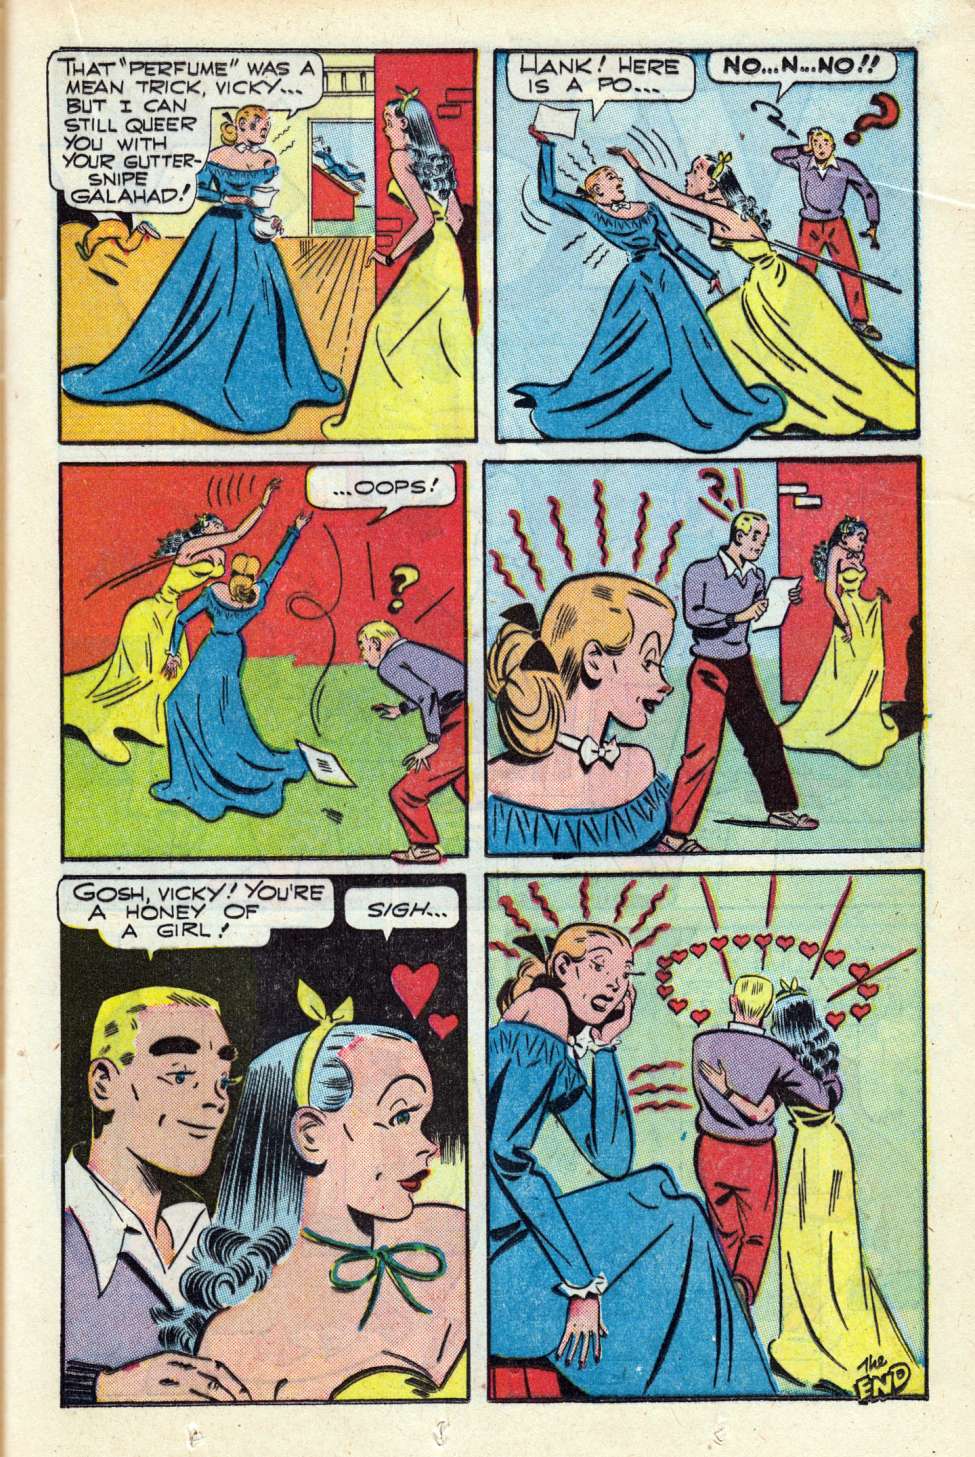 THAT "PERFUME" WAS A
MEAN TRICK, VICKY...
BUT I CAN
STILL QUEER
YOU WITH
YOUR GUTTER-
SNIPE
GALAHAD!
HANK! HERE
IS A PO...
NO...N...NO!!
?
?
...OOPS!
?
?!
GOSH, VICKY! YOU'RE
A HONEY OF
A GIRL!
SIGH...
The
END